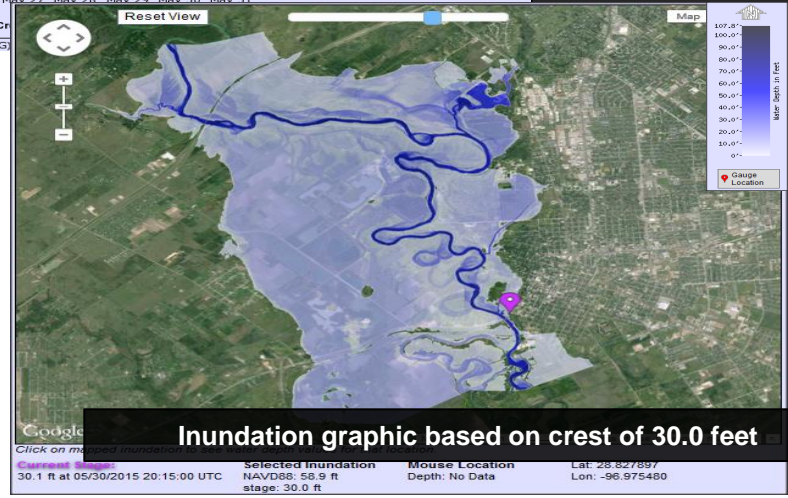 Reset View
Map
107.8'
100.0'
90.0'
80.0'
70.0'
60.0'
50.0'
40.0'
30.0'
20.0'
10.0'
0'
Water Depth in Feet
Gauge
Location
Google
Inundation graphic based on crest of 30.0 feet
Click on mapped inundation to see water depth values for that location.
Current Stage:
30.1 ft at 05/30/2015 20:15:00 UTC
Selected Inundation
NAVD88: 58.9 ft
stage: 30.0 ft
Mouse Location
Depth: No Data
Lat: 28.827897
Lon: -96.975480